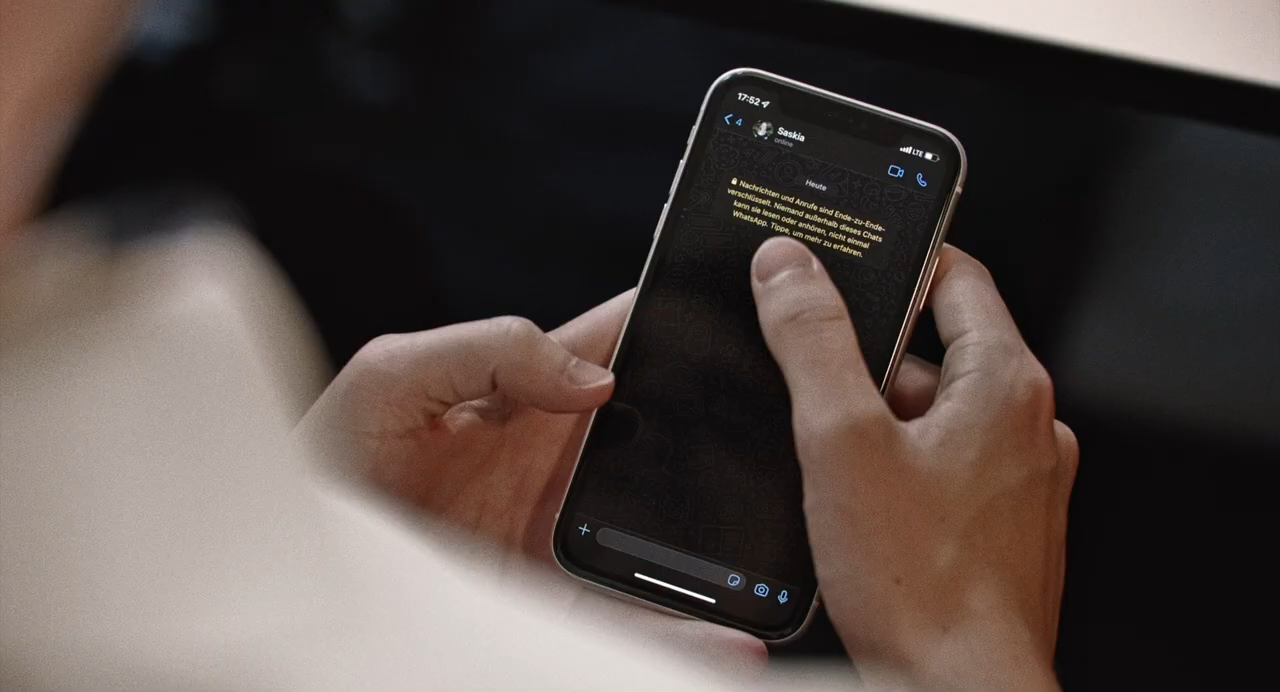 17:52
4 Saskia
online
LTE
Heute
Nachrichten und Anrufe sind Ende-zu-Ende-
verschlüsselt. Niemand außerhalb dieses Chats
kann sie lesen oder anhören, nicht einmal
WhatsApp. Tippe, um mehr zu erfahren.